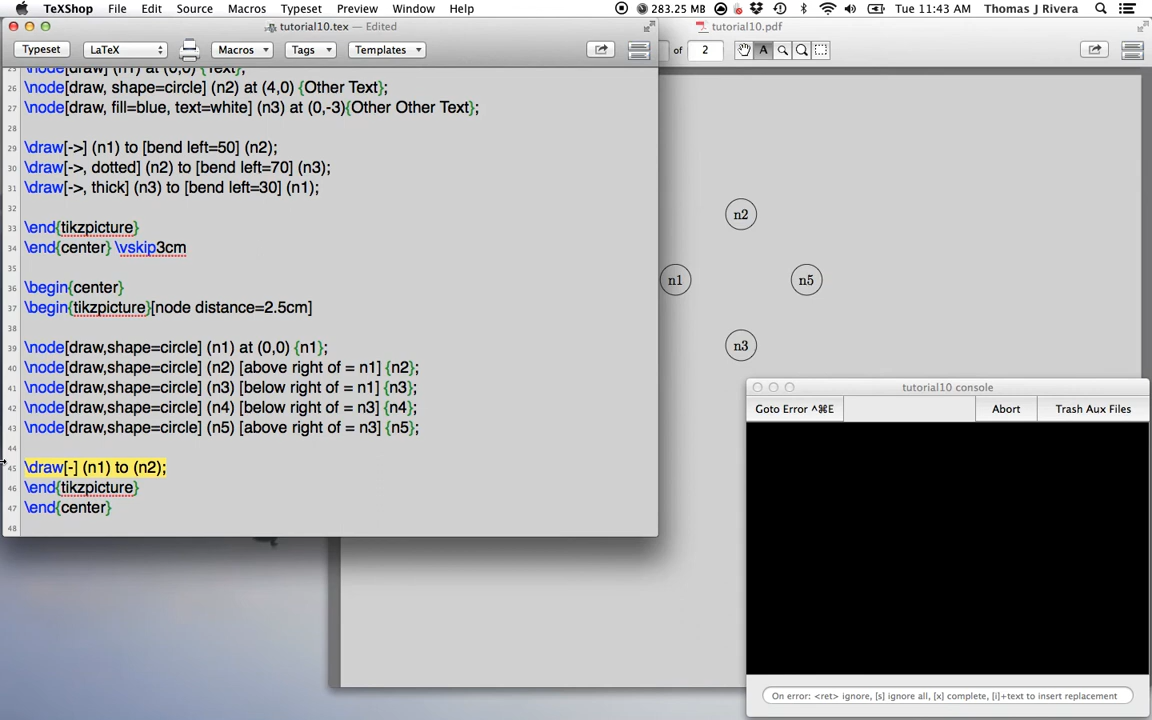 TeXShop File Edit Source Macros Typeset Preview Window Help 283.25 MB Tue 11:43 AM Thomas J Rivera
tutorial10.tex — Edited
tutorial10.pdf
Typeset LaTeX Macros Tags Templates
of 2 A
25 \node[draw] (n1) at (0,0) {Text};
26 \node[draw, shape=circle] (n2) at (4,0) {Other Text};
27 \node[draw, fill=blue, text=white] (n3) at (0,-3){Other Other Text};
28
29 \draw[->] (n1) to [bend left=50] (n2);
30 \draw[->, dotted] (n2) to [bend left=70] (n3);
31 \draw[->, thick] (n3) to [bend left=30] (n1);
32
33 \end{tikzpicture}
34 \end{center} \vskip3cm
35
36 \begin{center}
37 \begin{tikzpicture}[node distance=2.5cm]
38
39 \node[draw,shape=circle] (n1) at (0,0) {n1};
40 \node[draw,shape=circle] (n2) [above right of = n1] {n2};
41 \node[draw,shape=circle] (n3) [below right of = n1] {n3};
42 \node[draw,shape=circle] (n4) [below right of = n3] {n4};
43 \node[draw,shape=circle] (n5) [above right of = n3] {n5};
44
45 \draw[-] (n1) to (n2);
46 \end{tikzpicture}
47 \end{center}
48
n2
n1 n5
n3
tutorial10 console
Goto Error ^⌘E Abort Trash Aux Files
On error: <ret> ignore, [s] ignore all, [x] complete, [i]+text to insert replacement